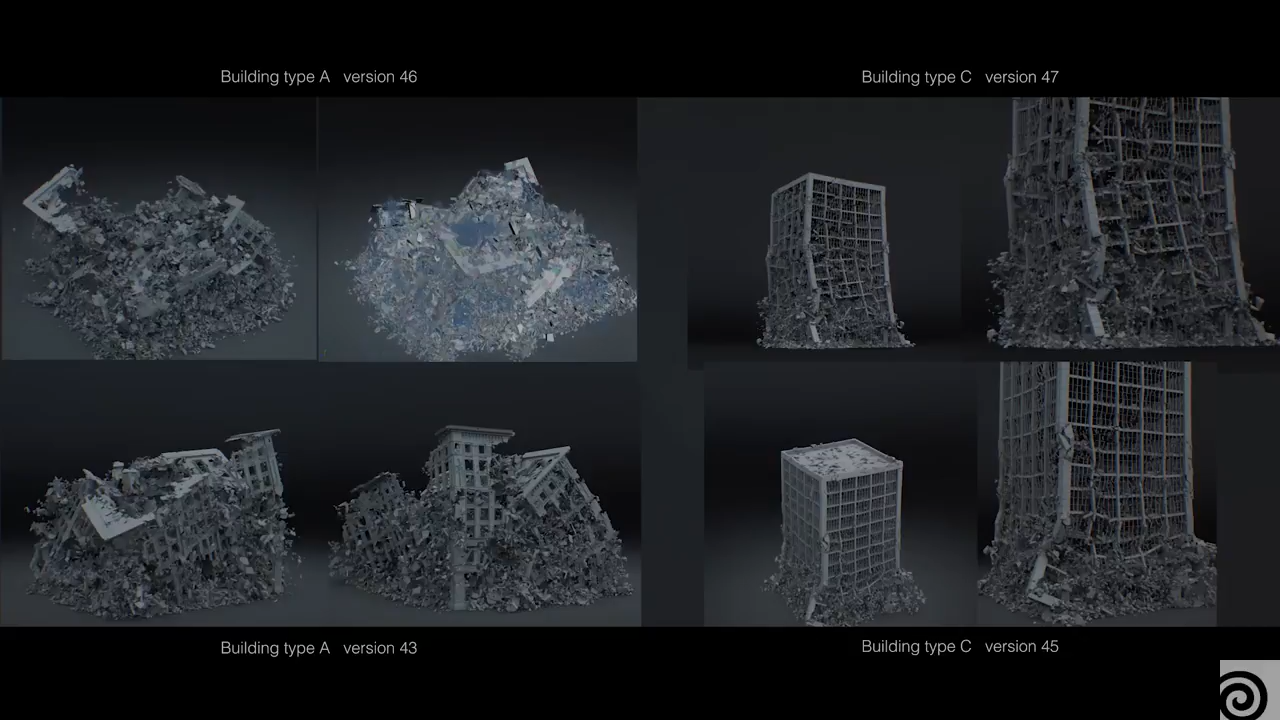 Building type A   version 46
Building type C   version 47
Building type A   version 43
Building type C   version 45